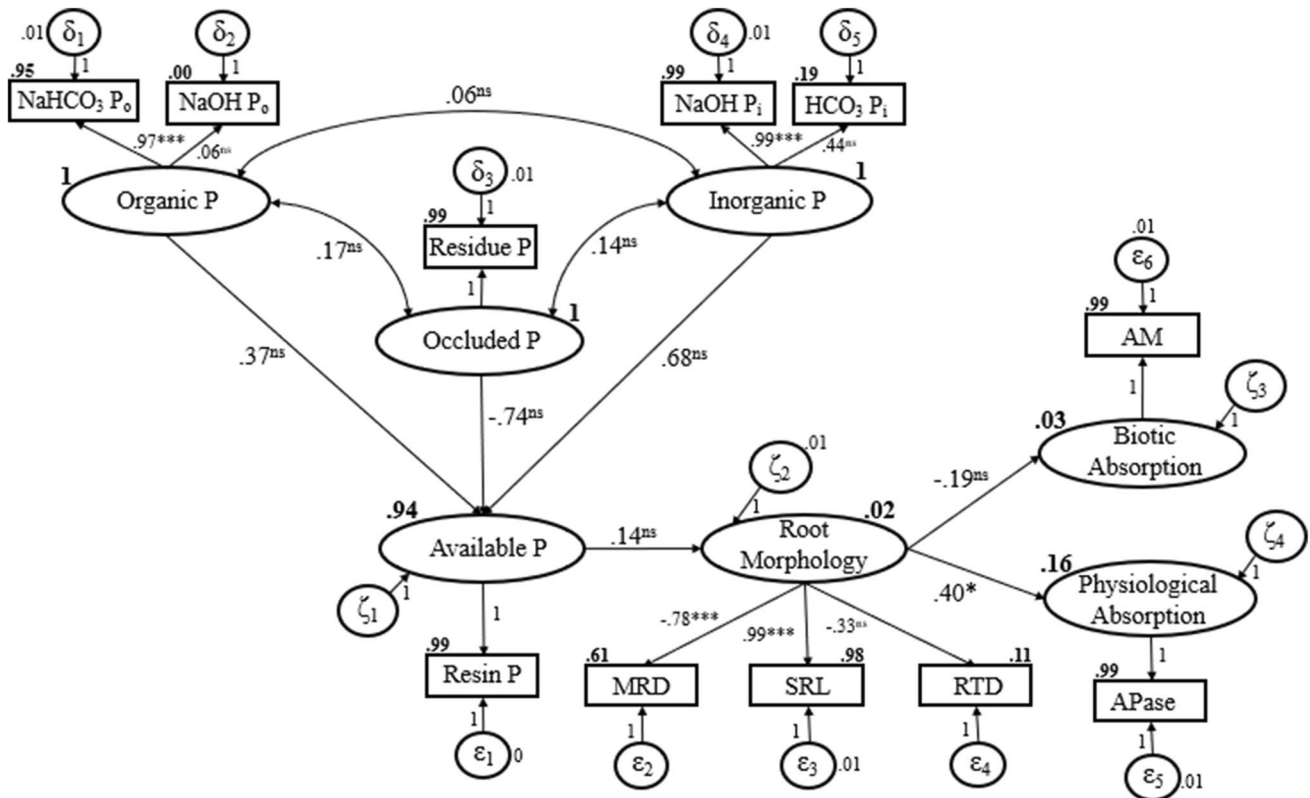 .01 δ₁
δ₂
δ₄ .01
δ₅
1
1
1
1
.95
.00
.99
.19
NaHCO₃ Pₒ
NaOH Pₒ
NaOH Pᵢ
HCO₃ Pᵢ
.06ⁿˢ
.97***
.06ⁿˢ
.99***
.44ⁿˢ
1
Organic P
δ₃ .01
1
Inorganic P
1
.99
Residue P
.17ⁿˢ
.14ⁿˢ
1
1
Occluded P
.01
ε₆
1
.99
AM
1
ζ₃
1
.37ⁿˢ
-.74ⁿˢ
.68ⁿˢ
.03
Biotic
Absorption
ζ₂ .01
1
-.19ⁿˢ
.94
Available P
.14ⁿˢ
.02
Root
Morphology
ζ₄
1
.40*
.16
Physiological
Absorption
ζ₁
1
1
1
-.78***
.99***
-.33ⁿˢ
.99
Resin P
.61
MRD
.98
SRL
.11
RTD
.99
APase
1
1
1
1
1
ε₁ 0
ε₂
ε₃ .01
ε₄
ε₅ .01